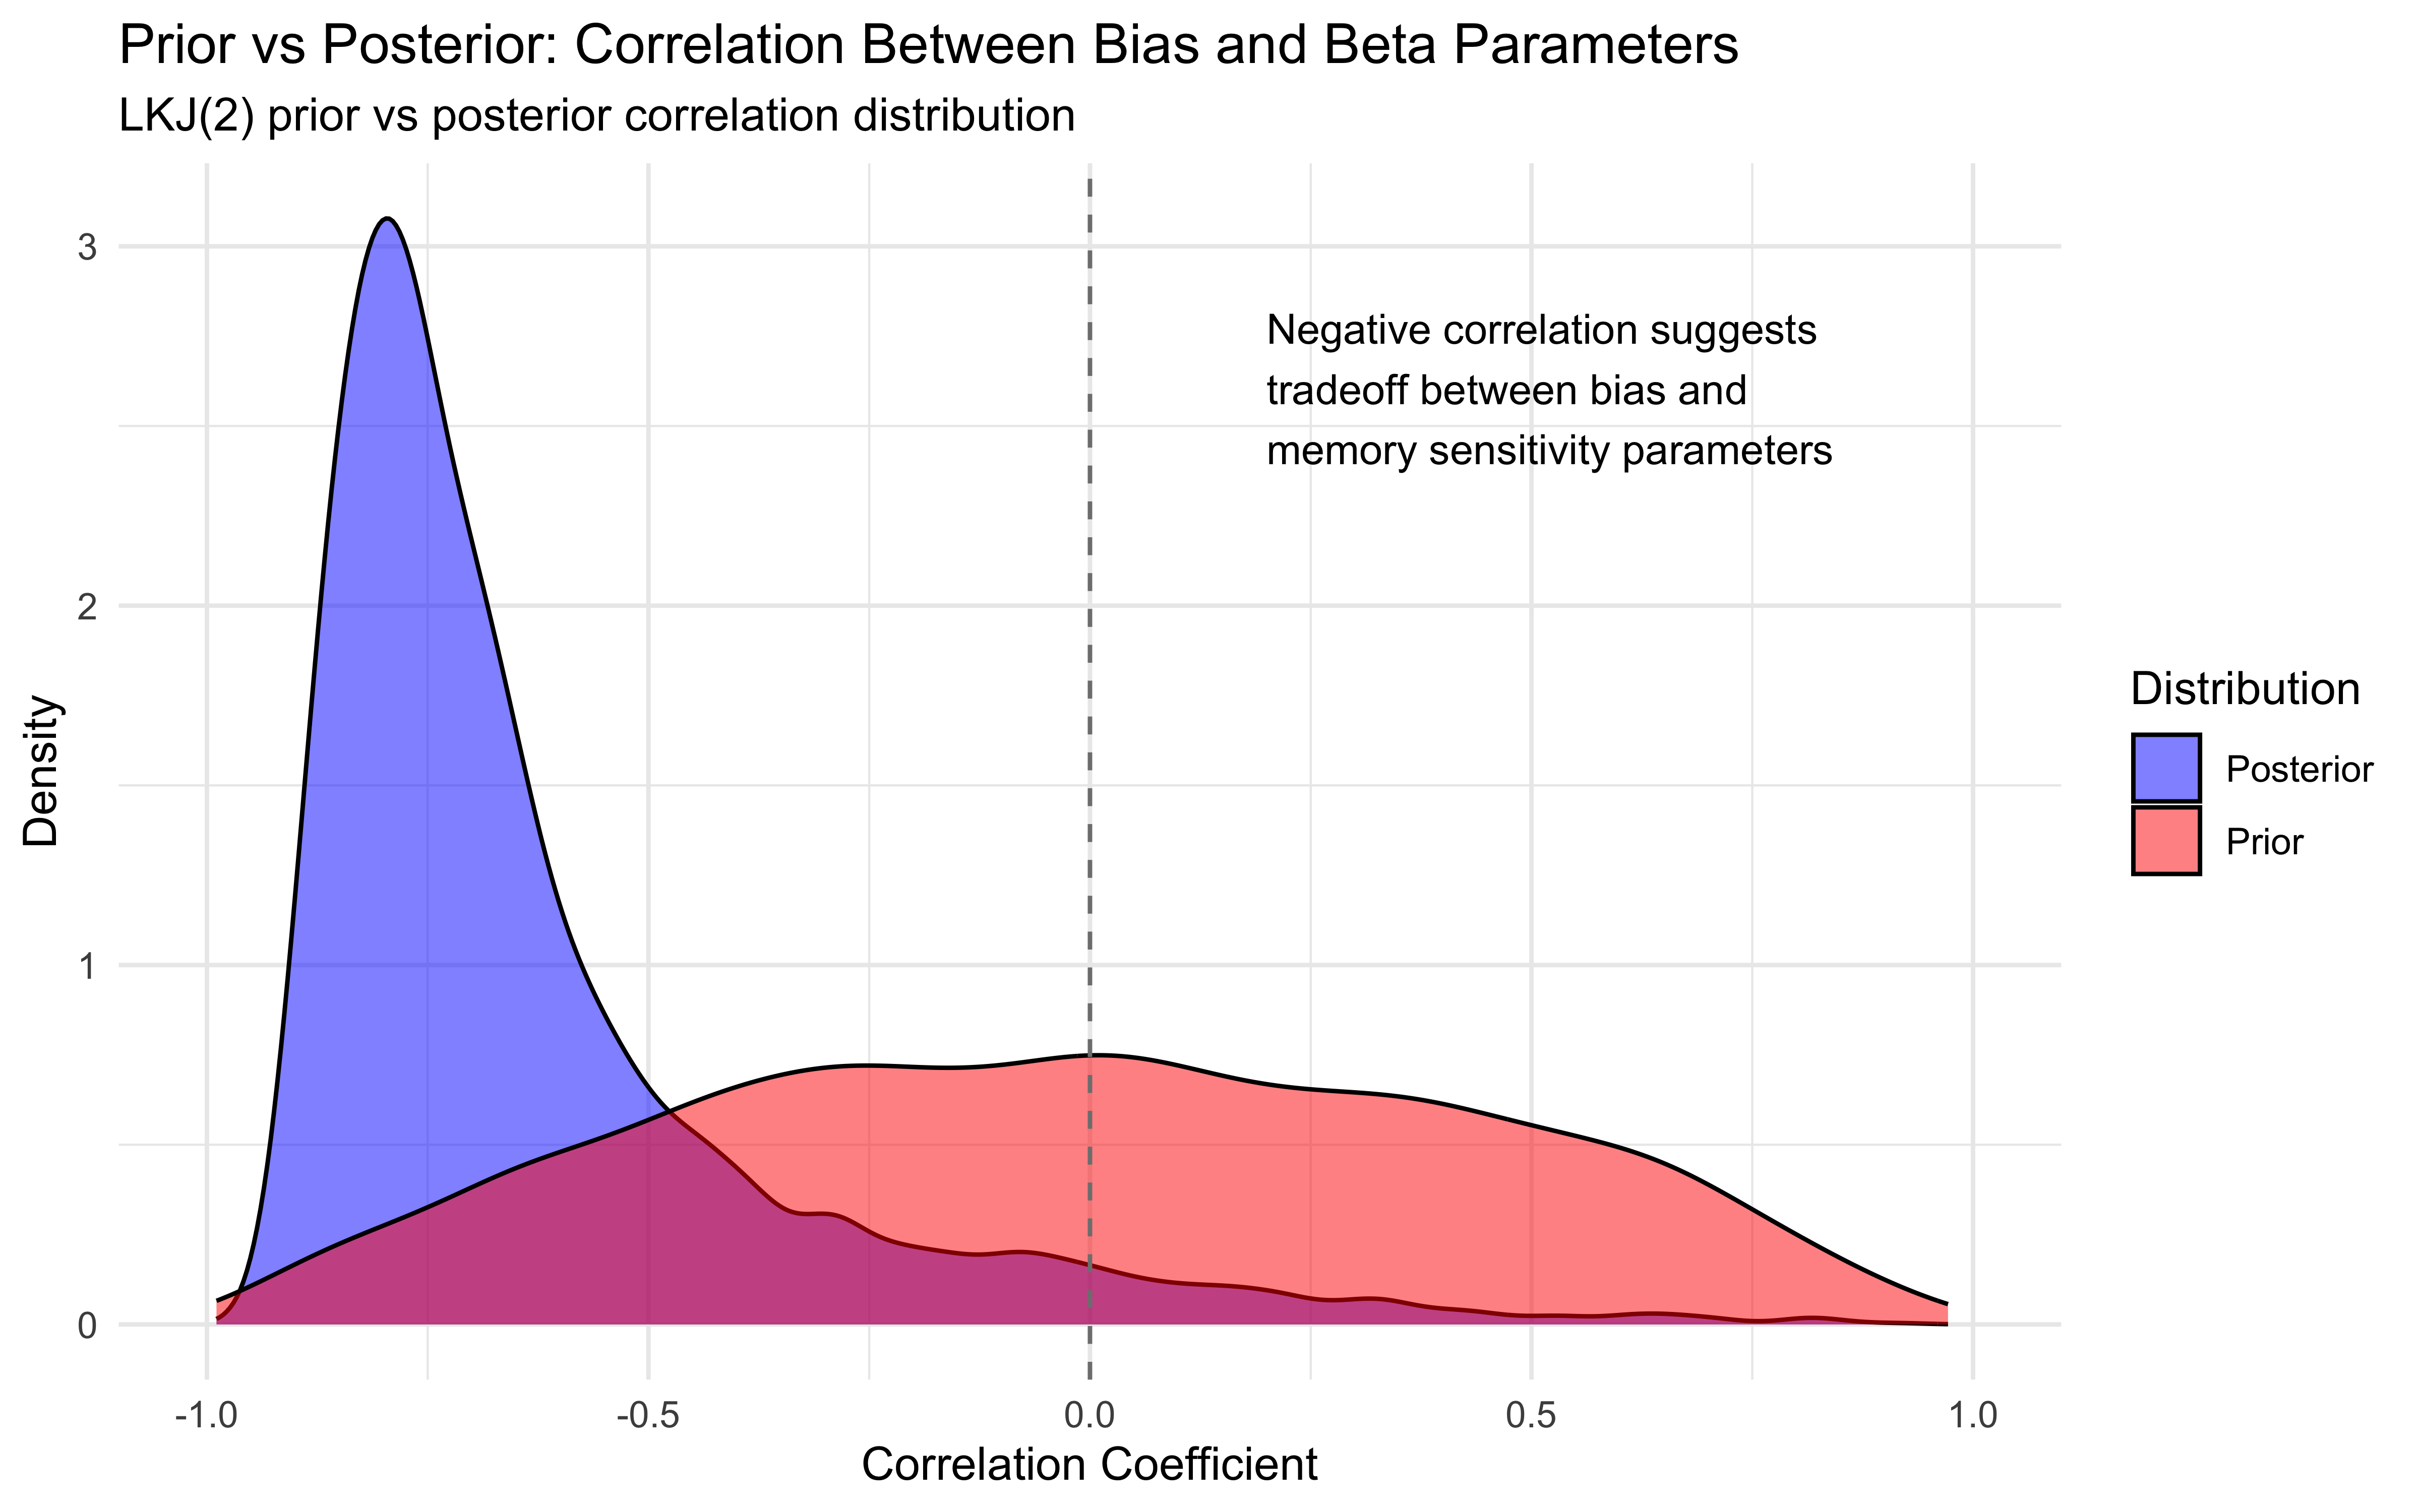 Prior vs Posterior: Correlation Between Bias and Beta Parameters
LKJ(2) prior vs posterior correlation distribution
Negative correlation suggests
tradeoff between bias and
memory sensitivity parameters
3
2
1
0
Density
-1.0
-0.5
0.0
0.5
1.0
Correlation Coefficient
Distribution
Posterior
Prior